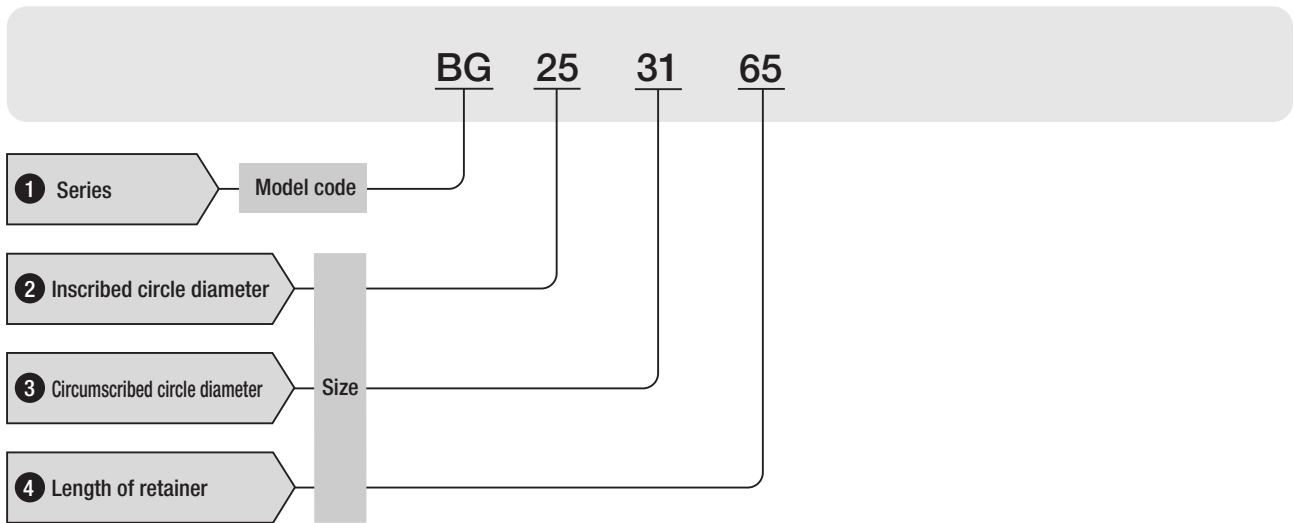 BG 25 31 65
1 Series Model code
2 Inscribed circle diameter
3 Circumscribed circle diameter Size
4 Length of retainer